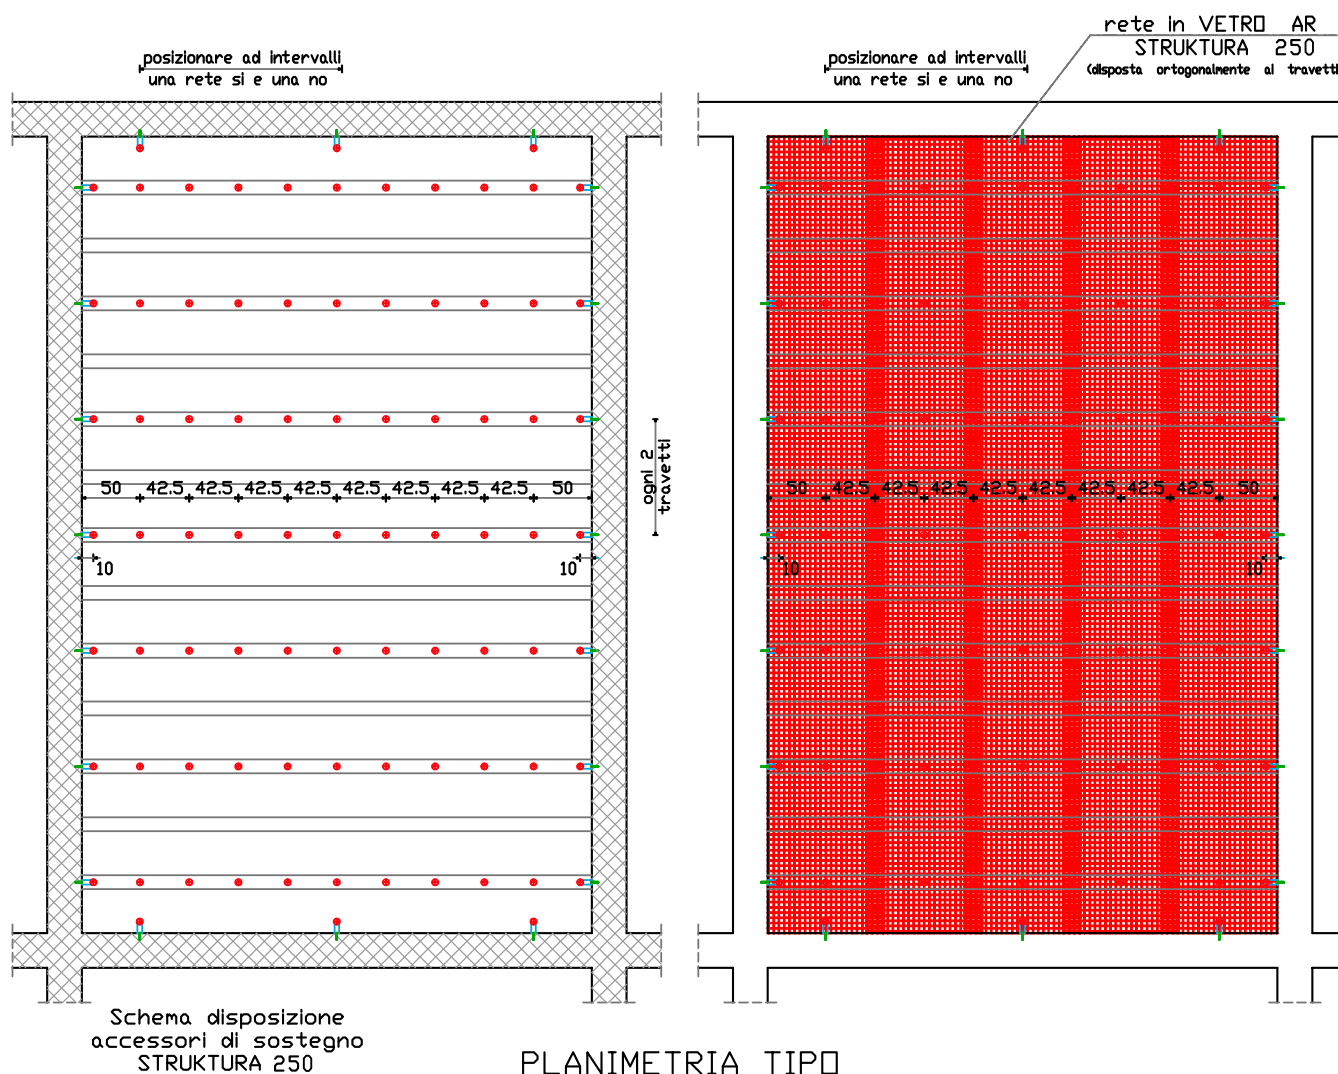 posizionare ad intervalli
una rete si e una no
posizionare ad intervalli
una rete si e una no
rete in VETRO AR
STRUKTURA 250
(disposta ortogonalmente ai travetti
ogni 2
travetti
50 42.5 42.5 42.5 42.5 42.5 42.5 42.5 42.5 50
10 10
50 42.5 42.5 42.5 42.5 42.5 42.5 42.5 42.5 50
10 10
Schema disposizione
accessori di sostegno
STRUKTURA 250
PLANIMETRIA TIPO